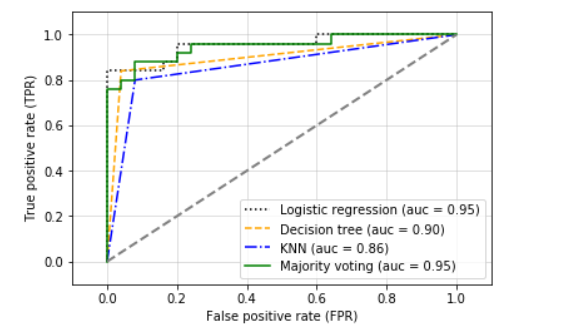 1.0
0.8
0.6
0.4
0.2
0.0
True positive rate (TPR)
Logistic regression (auc = 0.95)
Decision tree (auc = 0.90)
KNN (auc = 0.86)
Majority voting (auc = 0.95)
0.0 0.2 0.4 0.6 0.8 1.0
False positive rate (FPR)